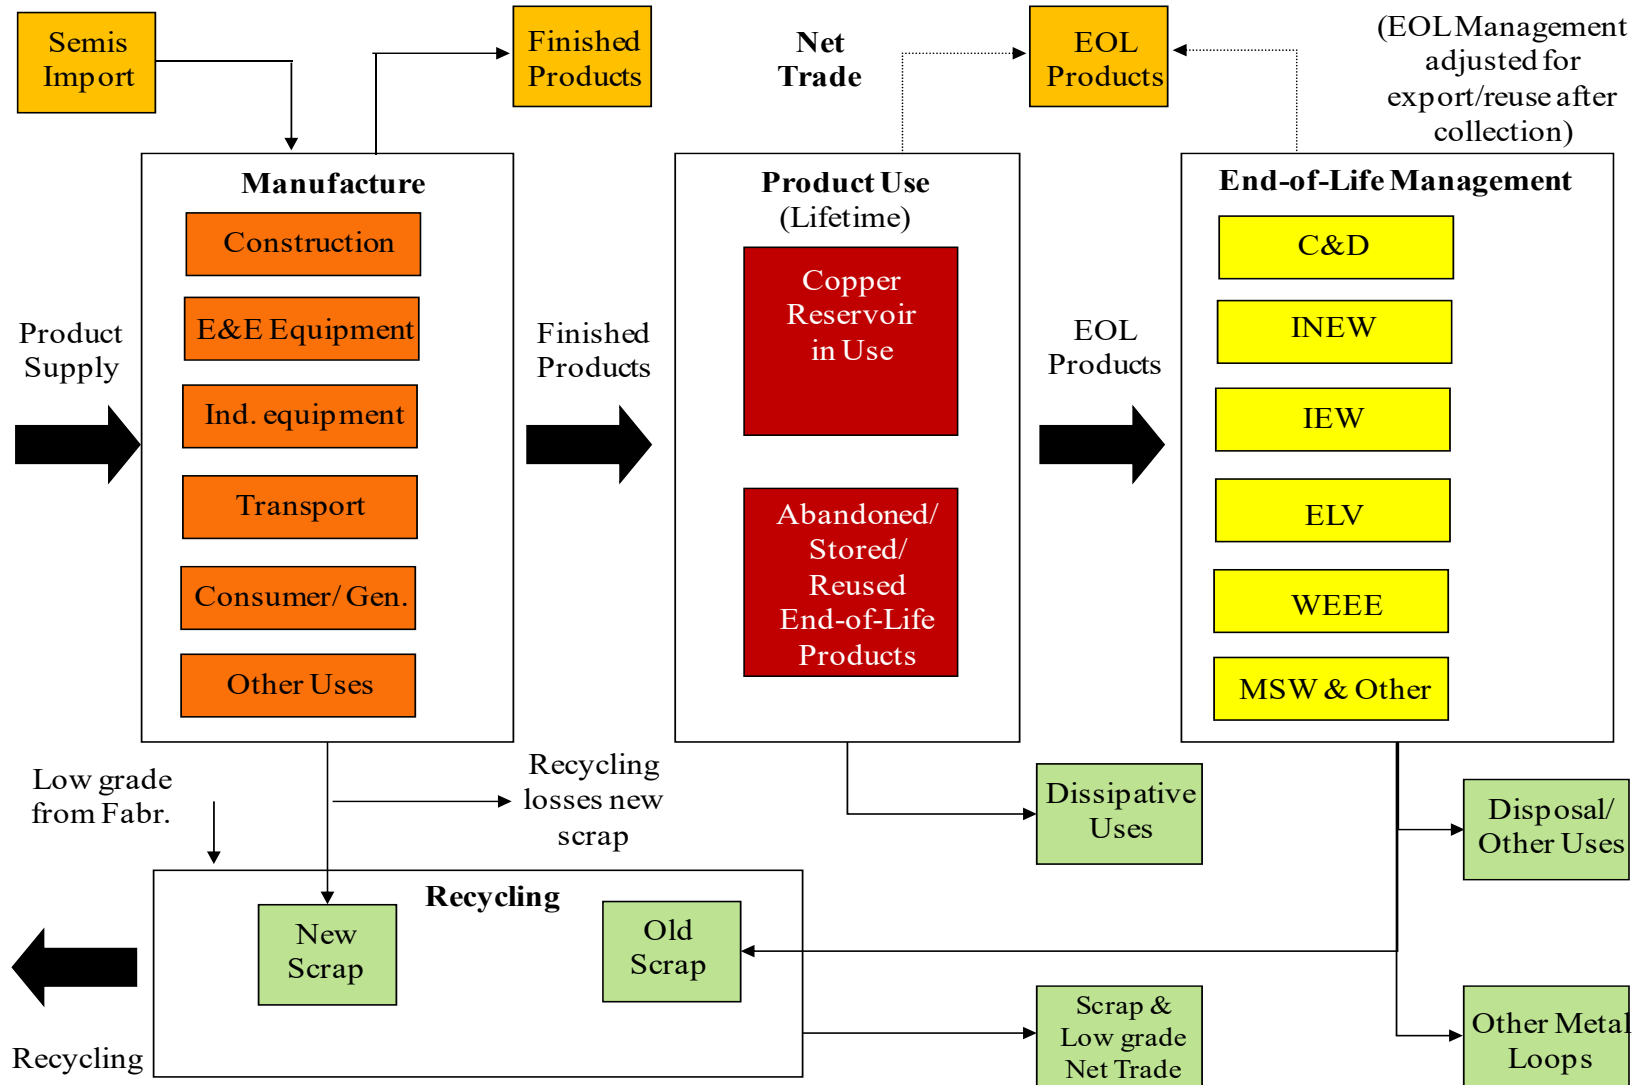 Semis
Import
Finished
Products
Net
Trade
EOL
Products
(EOL Management
adjusted for
export/reuse after
collection)
Manufacture
Construction
E&E Equipment
Ind. equipment
Transport
Consumer/ Gen.
Other Uses
Product Use
(Lifetime)
Copper
Reservoir
in Use
Abandoned/
Stored/
Reused
End-of-Life
Products
End-of-Life Management
C&D
INEW
IEW
ELV
WEEE
MSW & Other
Product
Supply
Finished
Products
EOL
Products
Low grade
from Fabr.
Recycling
losses new
scrap
Dissipative
Uses
Disposal/
Other Uses
Recycling
New
Scrap
Old
Scrap
Recycling
Scrap &
Low grade
Net Trade
Other Metal
Loops